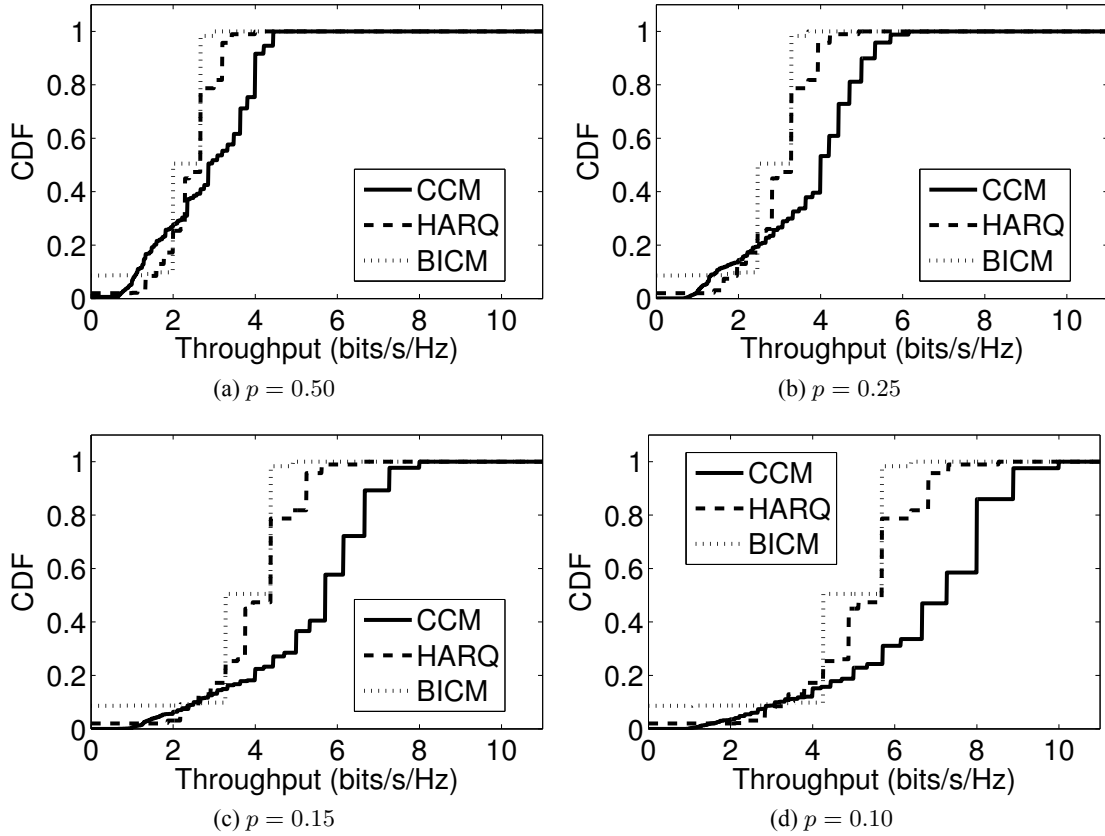 1
0.8
0.6
0.4
0.2
0
CDF
0 2 4 6 8 10
Throughput (bits/s/Hz)
CCM
HARQ
BICM
(a) p = 0.50
1
0.8
0.6
0.4
0.2
0
CDF
0 2 4 6 8 10
Throughput (bits/s/Hz)
CCM
HARQ
BICM
(b) p = 0.25
1
0.8
0.6
0.4
0.2
0
CDF
0 2 4 6 8 10
Throughput (bits/s/Hz)
CCM
HARQ
BICM
(c) p = 0.15
1
0.8
0.6
0.4
0.2
0
CDF
0 2 4 6 8 10
Throughput (bits/s/Hz)
CCM
HARQ
BICM
(d) p = 0.10